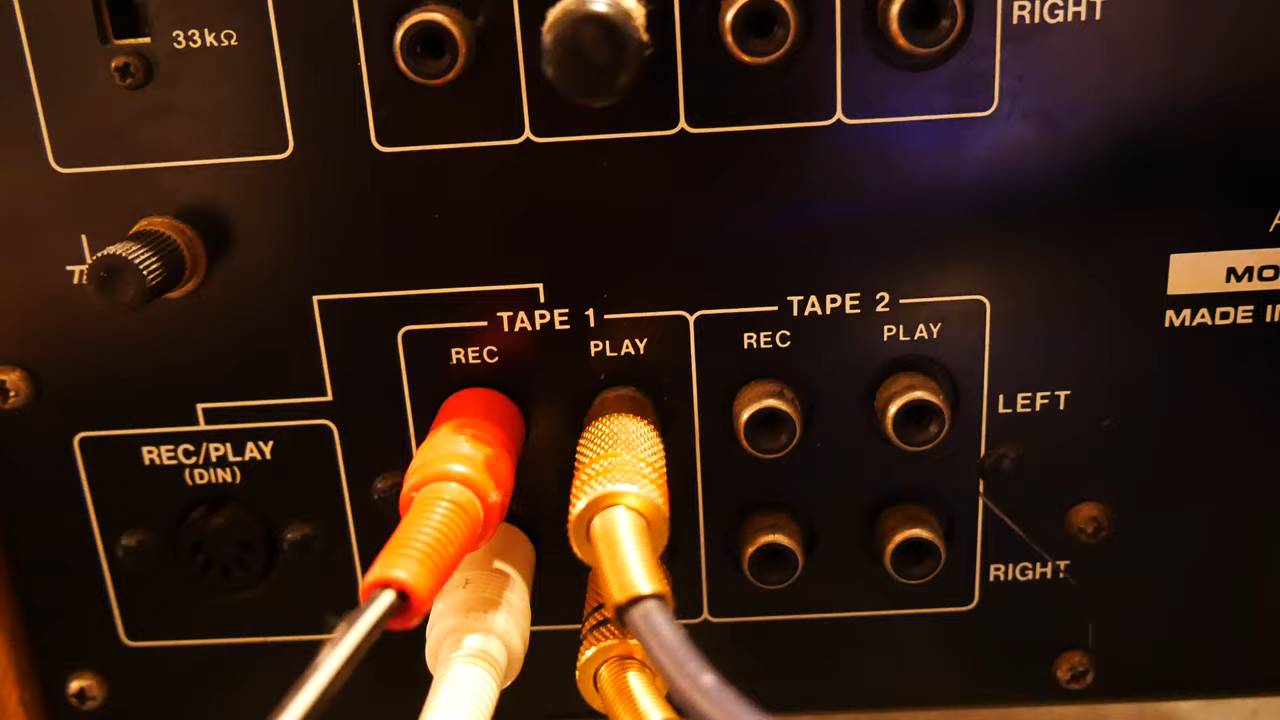 RIGHT
33kΩ
TAPE 1
TAPE 2
REC
PLAY
REC
PLAY
MO
MADE I
LEFT
REC/PLAY
(DIN)
RIGHT